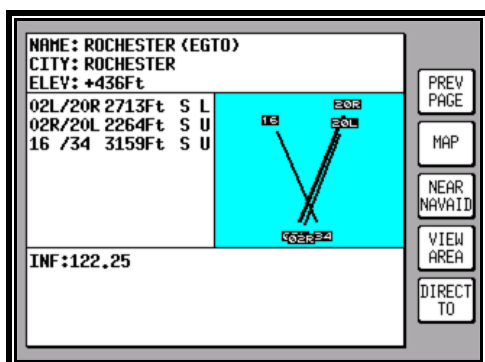 NAME: ROCHESTER (EGTO)
CITY: ROCHESTER
ELEV: +436Ft
02L/20R 2713Ft S L
02R/20L 2264Ft S U
16 /34 3159Ft S U
20R
16
20L
02R
34
INF:122.25
PREV
PAGE
MAP
NEAR
NAVAID
VIEW
AREA
DIRECT
TO